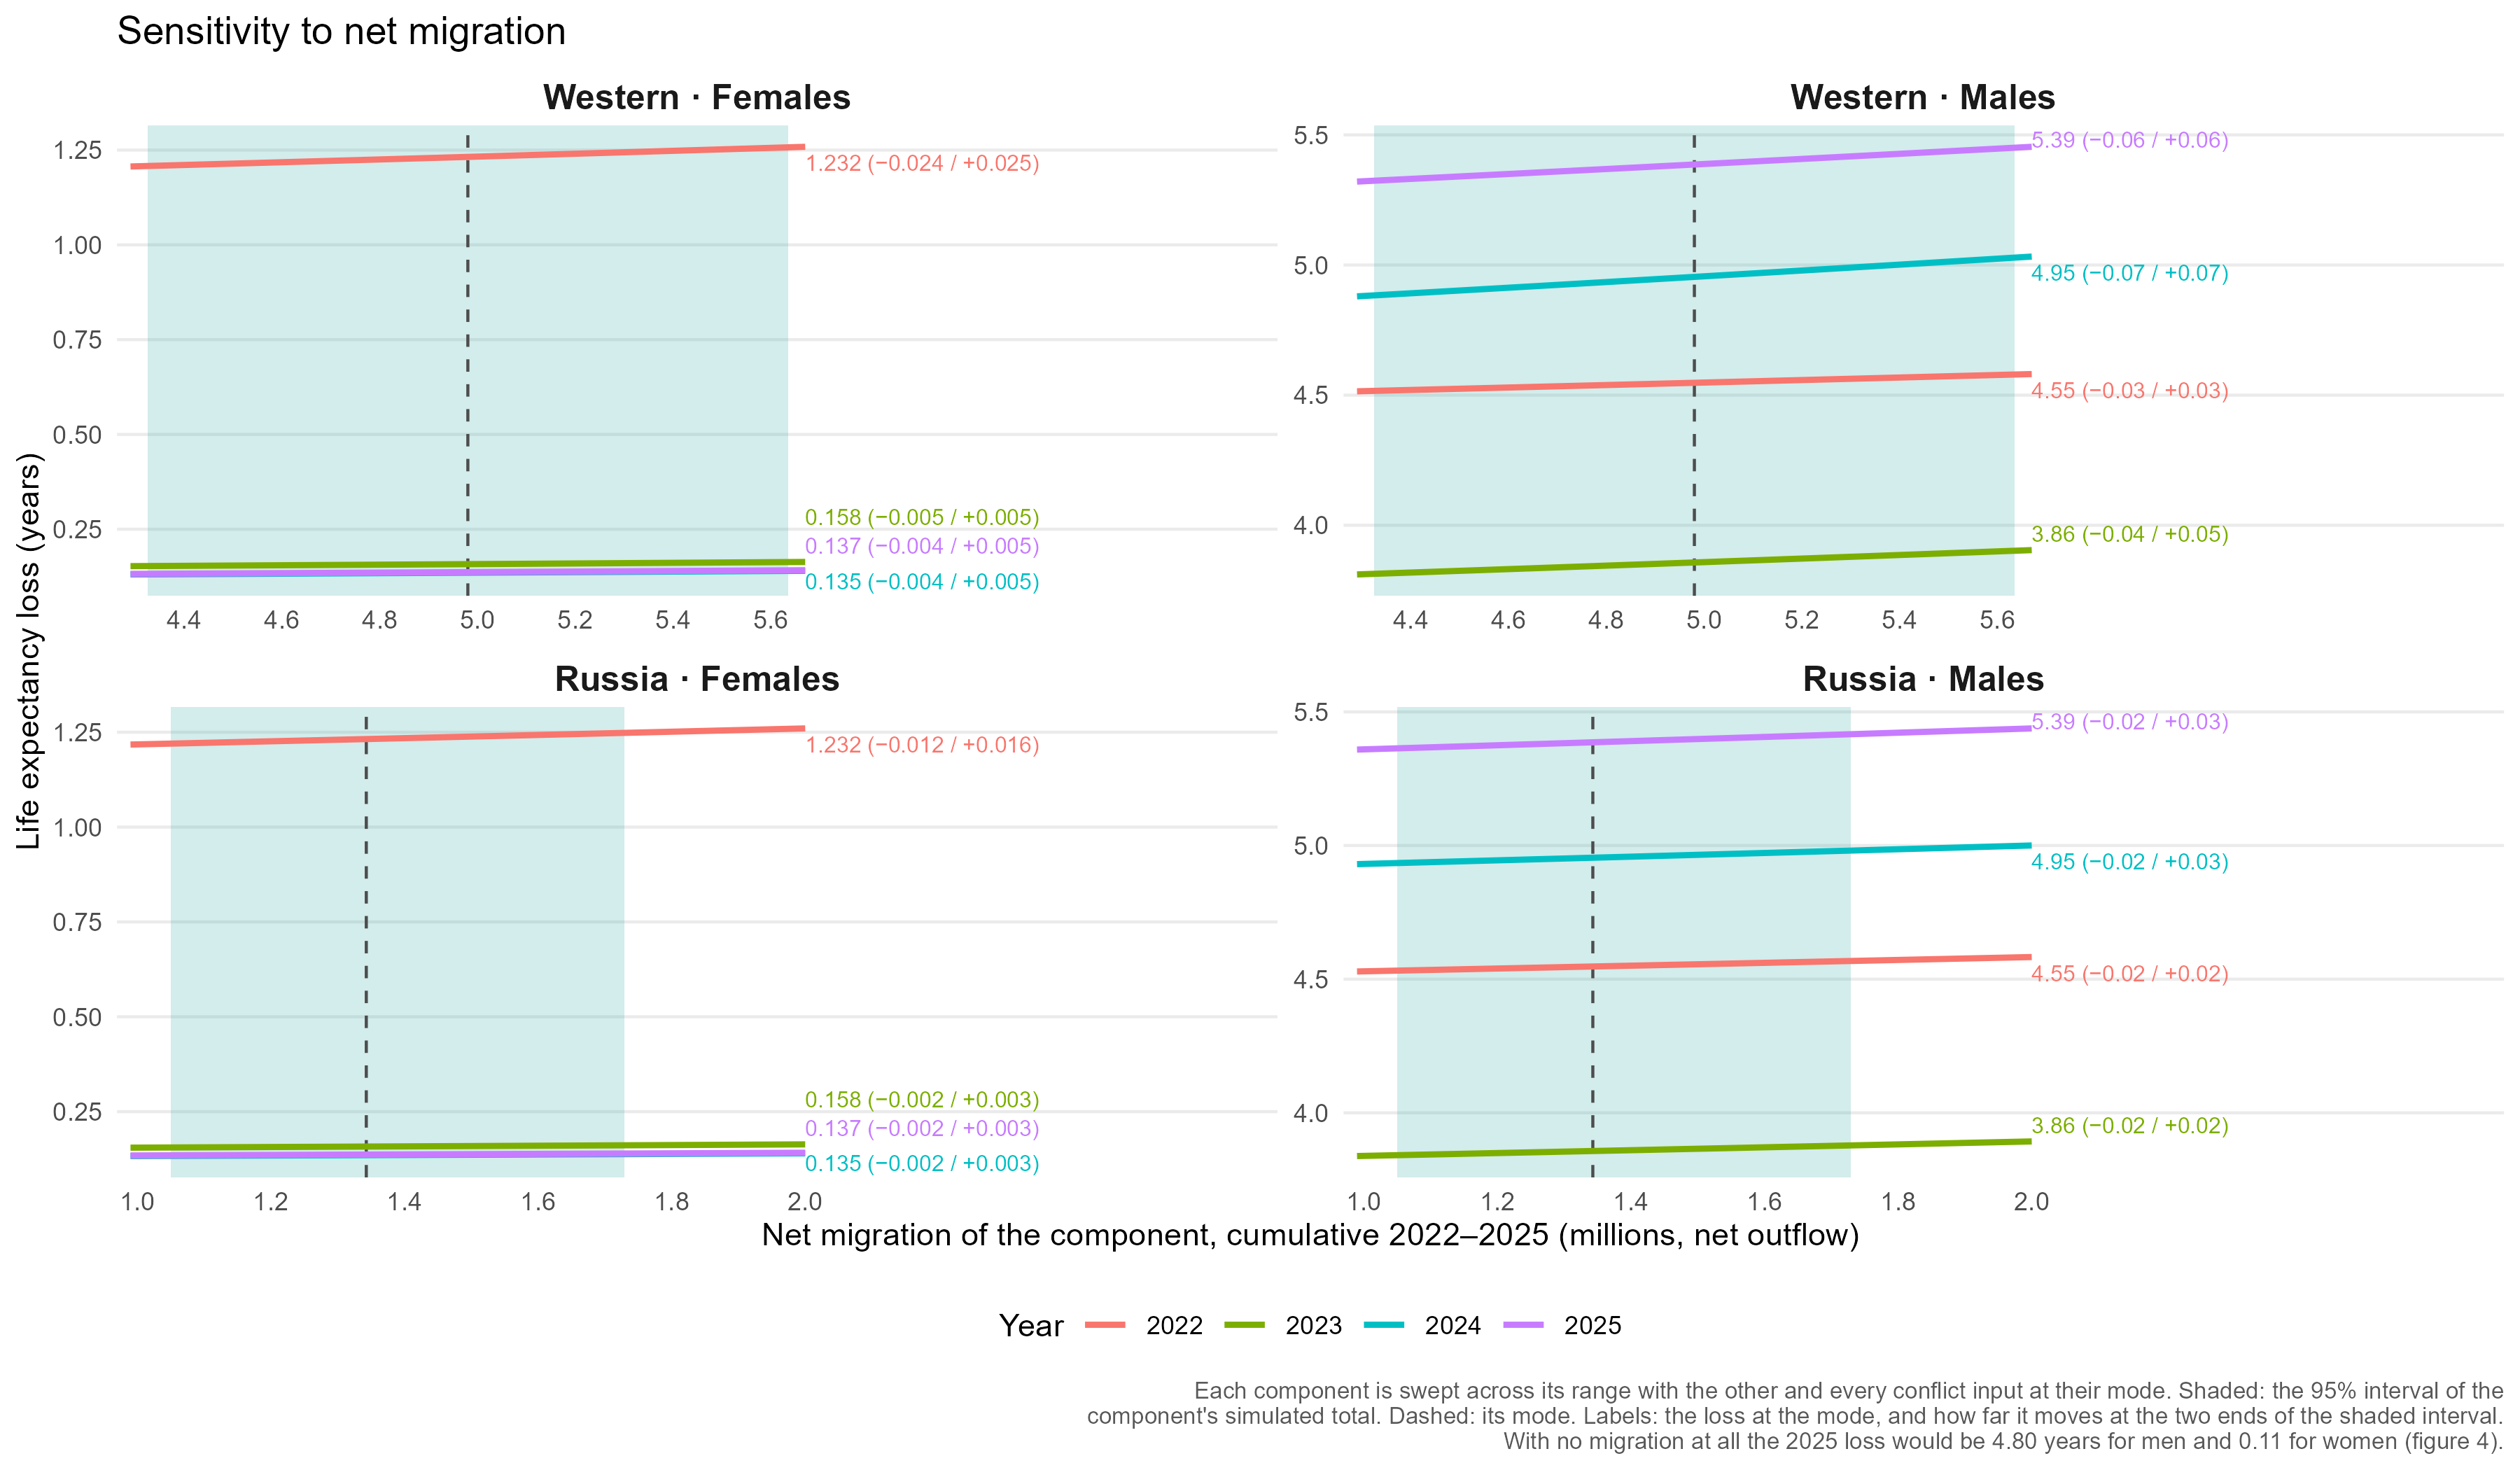 Sensitivity to net migration
Western · Females
Western · Males
1.25
1.00
0.75
0.50
0.25
1.232 (−0.024 / +0.025)
0.158 (−0.005 / +0.005)
0.137 (−0.004 / +0.005)
0.135 (−0.004 / +0.005)
4.4 4.6 4.8 5.0 5.2 5.4 5.6
5.5
5.0
4.5
4.0
5.39 (−0.06 / +0.06)
4.95 (−0.07 / +0.07)
4.55 (−0.03 / +0.03)
3.86 (−0.04 / +0.05)
4.4 4.6 4.8 5.0 5.2 5.4 5.6
Life expectancy loss (years)
Russia · Females
Russia · Males
1.25
1.00
0.75
0.50
0.25
1.232 (−0.012 / +0.016)
0.158 (−0.002 / +0.003)
0.137 (−0.002 / +0.003)
0.135 (−0.002 / +0.003)
1.0 1.2 1.4 1.6 1.8 2.0
5.5
5.0
4.5
4.0
5.39 (−0.02 / +0.03)
4.95 (−0.02 / +0.03)
4.55 (−0.02 / +0.02)
3.86 (−0.02 / +0.02)
1.0 1.2 1.4 1.6 1.8 2.0
Net migration of the component, cumulative 2022–2025 (millions, net outflow)
Year 2022 2023 2024 2025
Each component is swept across its range with the other and every conflict input at their mode. Shaded: the 95% interval of the
component's simulated total. Dashed: its mode. Labels: the loss at the mode, and how far it moves at the two ends of the shaded interval.
With no migration at all the 2025 loss would be 4.80 years for men and 0.11 for women (figure 4).